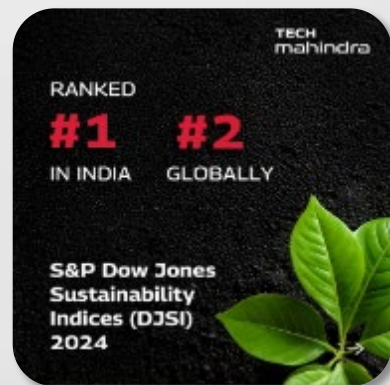 TECH
mahindra
RANKED
#1 #2
IN INDIA GLOBALLY
S&P Dow Jones
Sustainability
Indices (DJSI)
2024